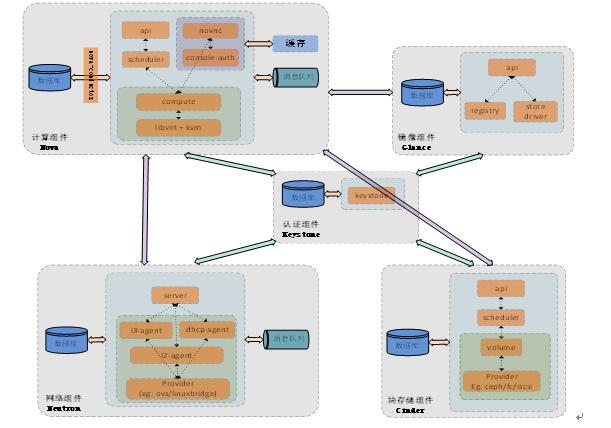 api
novnc
缓存
scheduler
console-auth
数据库
消息队列
compute
libvirt + kvm
计算组件
Nova
api
数据库
registry
store
driver
镜像组件
Glance
数据库
keystone
认证组件
Keystone
server
l3-agent
dhcp-agent
数据库
消息队列
l2-agent
Provider
(eg: ovs/linuxbridge)
网络组件
Neutron
api
scheduler
数据库
volume
Provider
Eg: ceph/fc/iscsi
块存储组件
Cinder